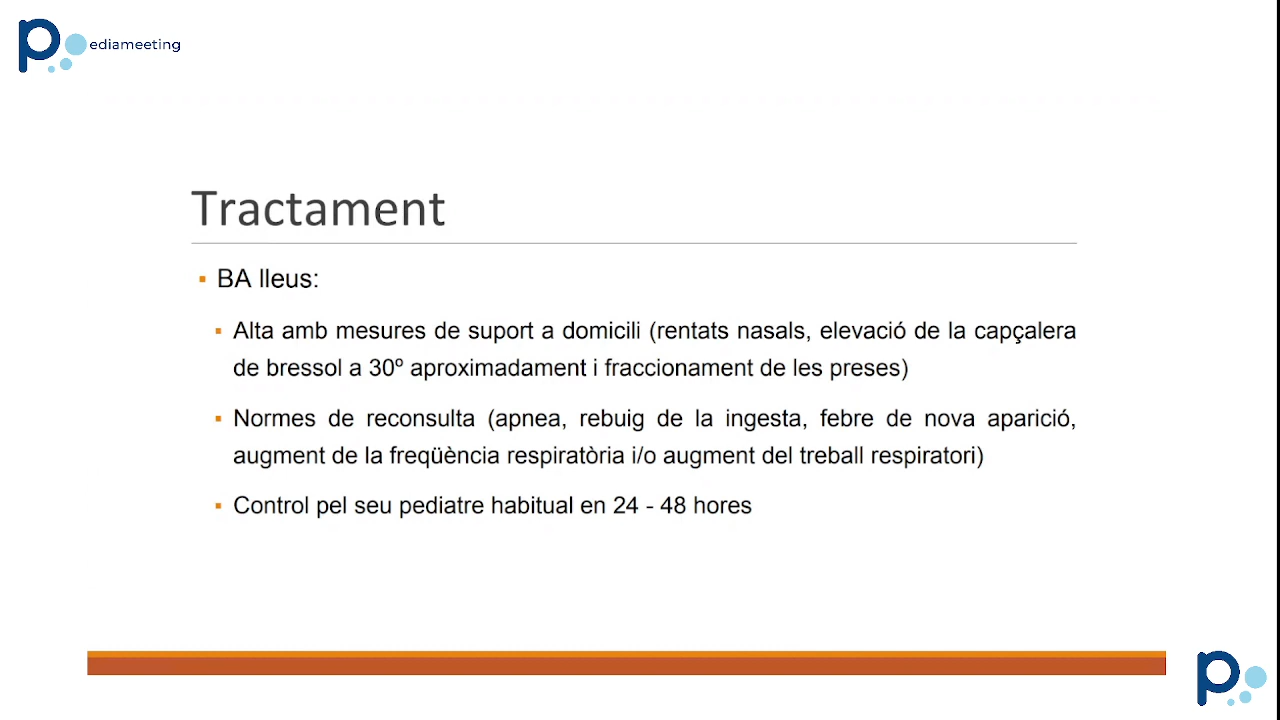 pediameeting
Tractament
▪ BA lleus:
▪ Alta amb mesures de suport a domicili (rentats nasals, elevació de la capçalera
de bressol a 30º aproximadament i fraccionament de les preses)
▪ Normes de reconsulta (apnea, rebuig de la ingesta, febre de nova aparició,
augment de la freqüència respiratòria i/o augment del treball respiratori)
▪ Control pel seu pediatre habitual en 24 - 48 hores
p